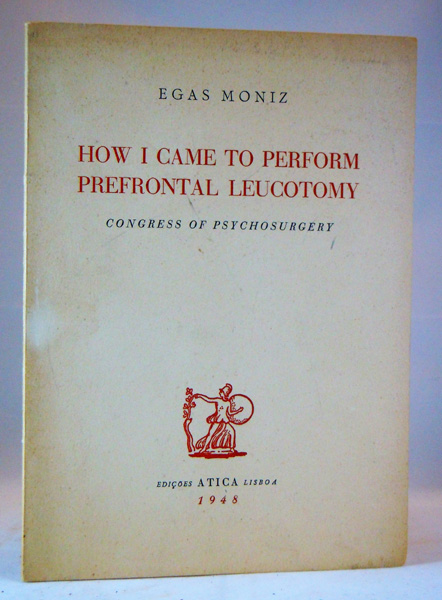 EGAS MONIZ
HOW I CAME TO PERFORM
PREFRONTAL LEUCOTOMY
CONGRESS OF PSYCHOSURGERY
EDIÇÕES ATICA LISBOA
1948